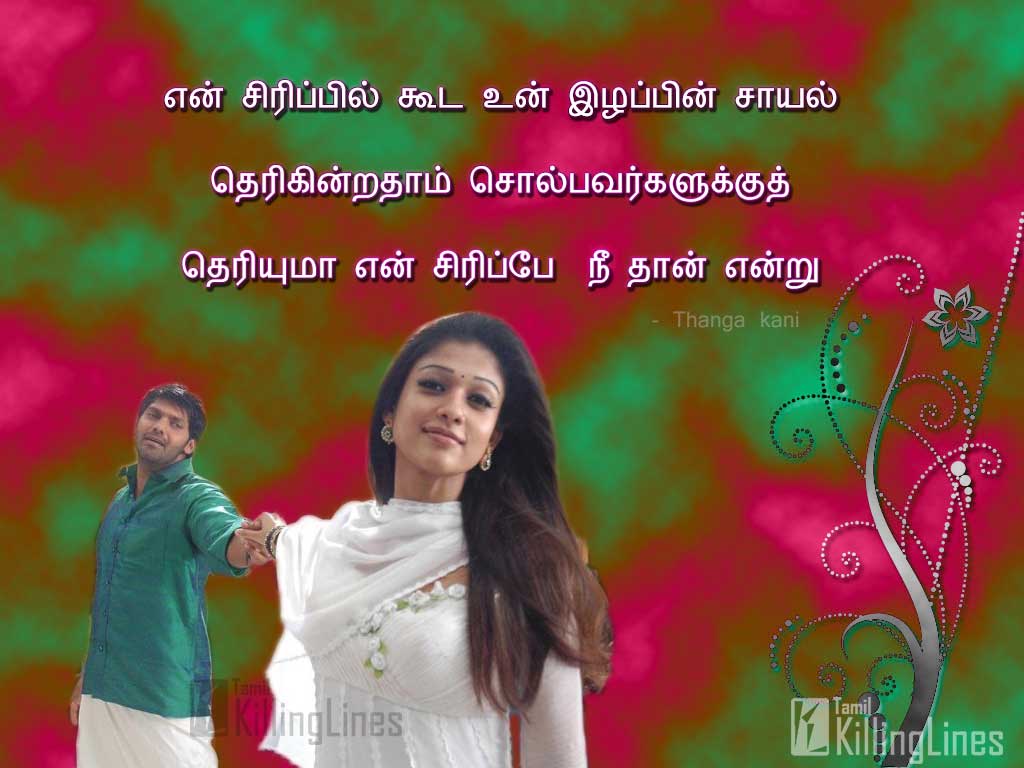 என் சிரிப்பில் கூட உன் இழப்பின் சாயல்
தெரிகின்றதாம் சொல்பவர்களுக்குத்
தெரியுமா என் சிரிப்பே நீ தான் என்று
- Thanga kani
Tamil
KillingLines
Tamil
KillingLines